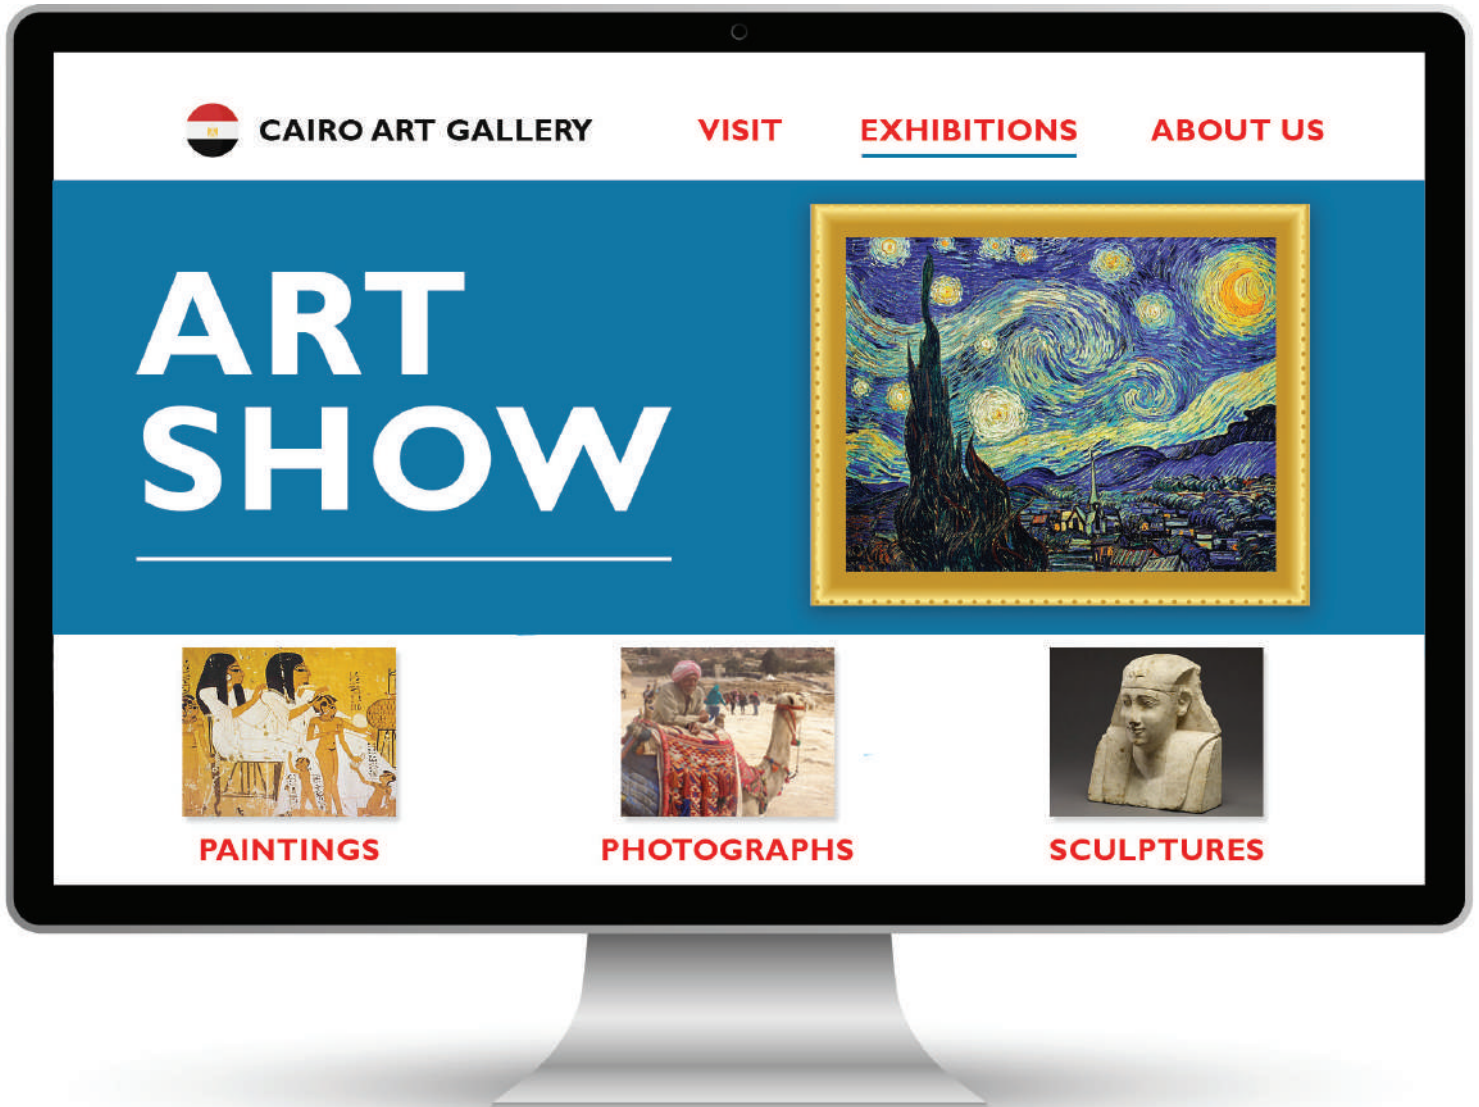 CAIRO ART GALLERY
VISIT
EXHIBITIONS
ABOUT US
ART
SHOW
PAINTINGS
PHOTOGRAPHS
SCULPTURES